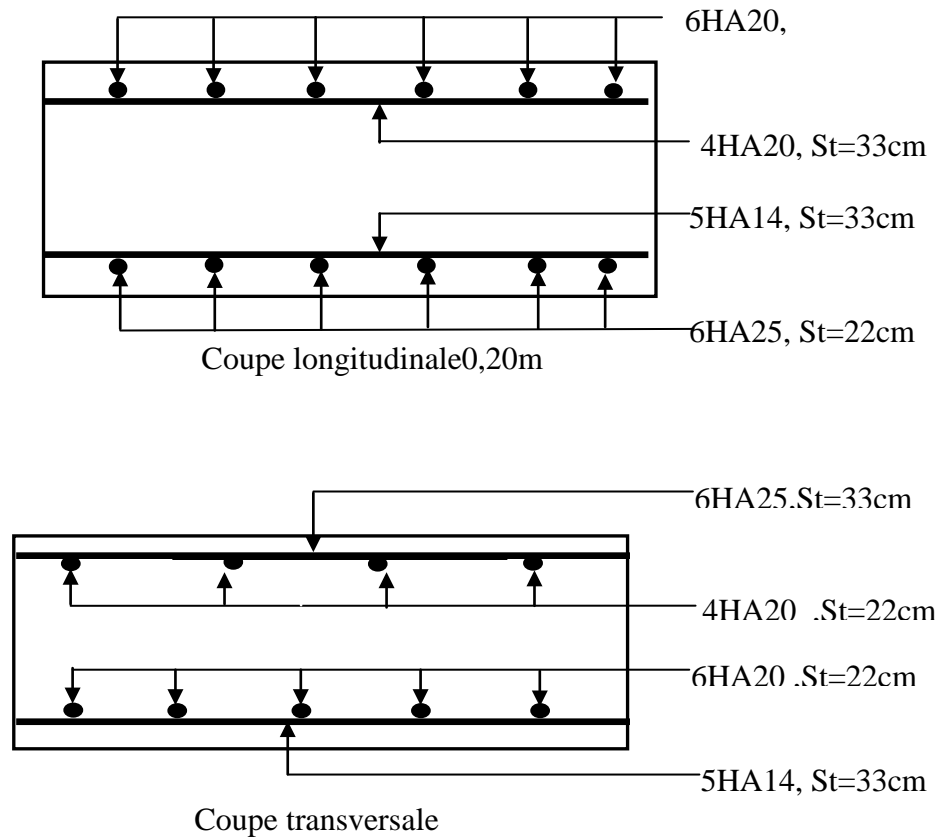 6HA20,
4HA20, St=33cm
5HA14, St=33cm
6HA25, St=22cm
Coupe longitudinale0,20m
6HA25,St=33cm
4HA20 ,St=22cm
6HA20 ,St=22cm
5HA14, St=33cm
Coupe transversale